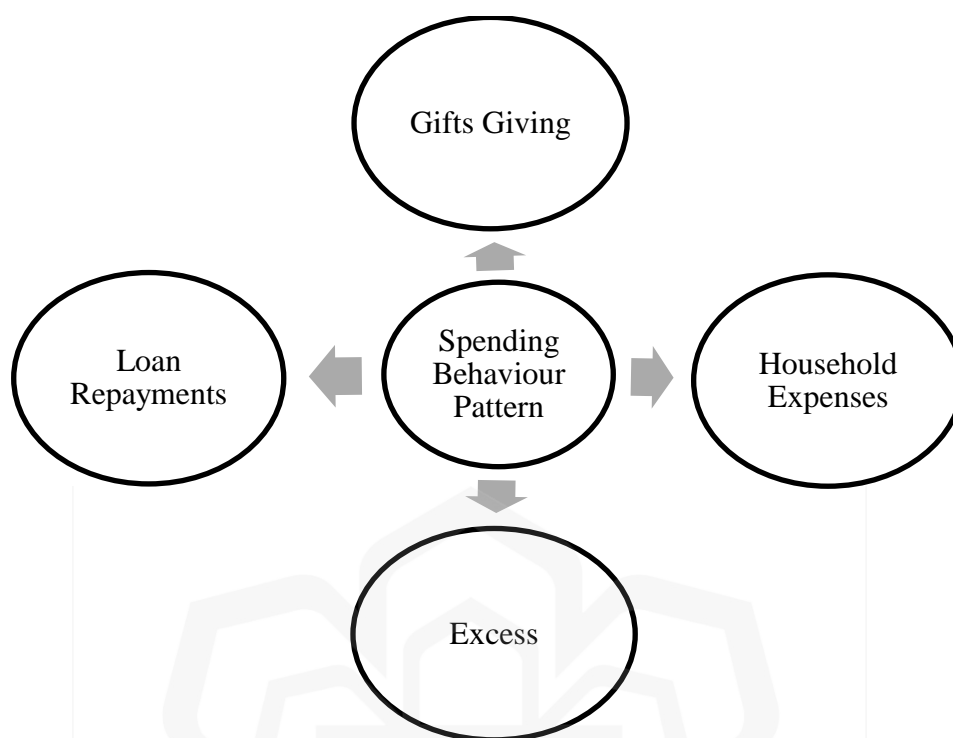 Gifts Giving
Loan
Repayments
Spending
Behaviour
Pattern
Household
Expenses
Excess